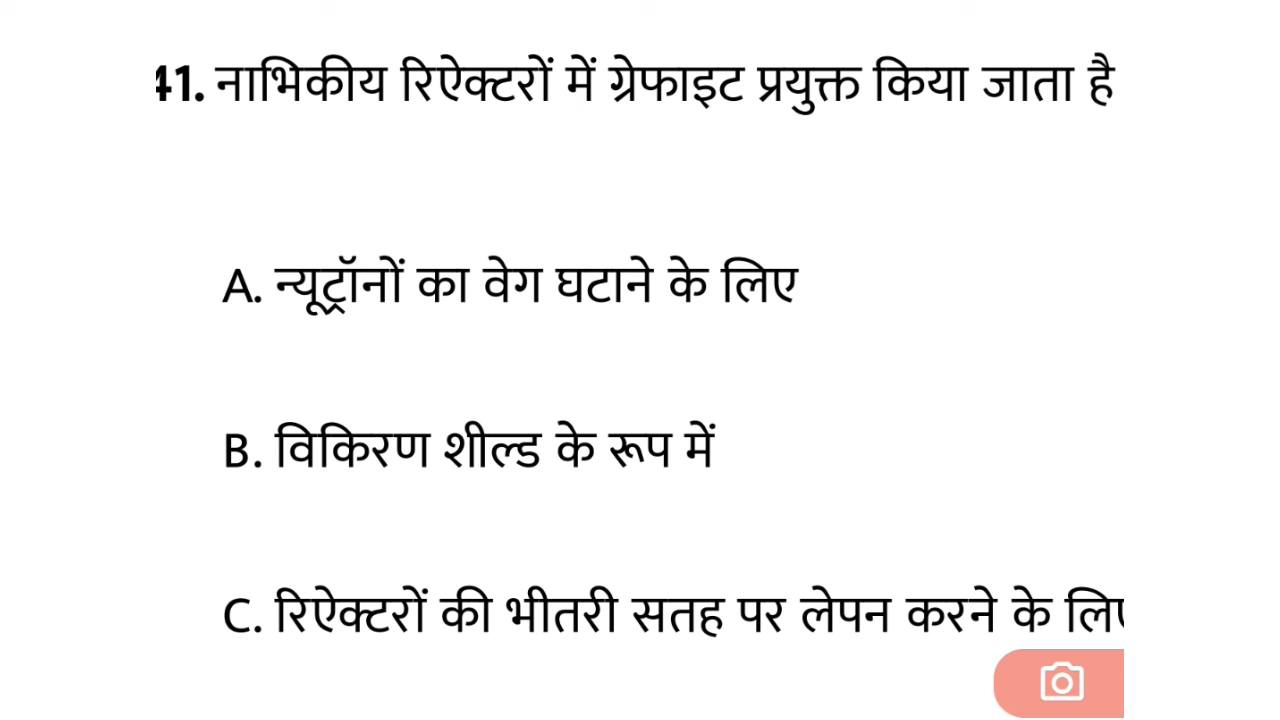 41. नाभिकीय रिऐक्टरों में ग्रेफाइट प्रयुक्त किया जाता है
A. न्यूट्रॉनों का वेग घटाने के लिए
B. विकिरण शील्ड के रूप में
C. रिऐक्टरों की भीतरी सतह पर लेपन करने के लिए